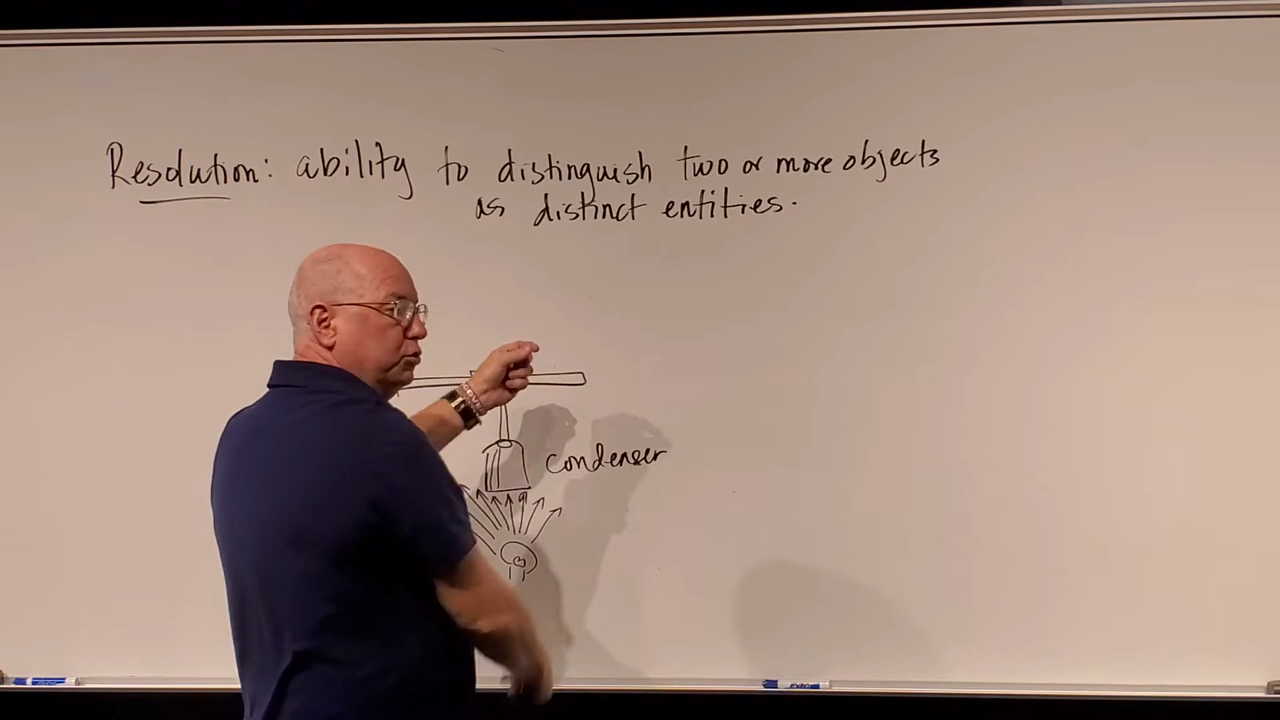 Resolution: ability to distinguish two or more objects
as distinct entities.
condenser